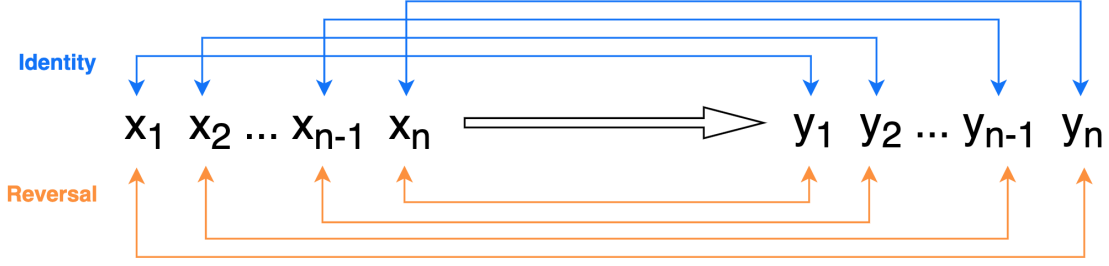 Identity
x₁ x₂ ... xₙ₋₁ xₙ y₁ y₂ ... yₙ₋₁ yₙ
Reversal